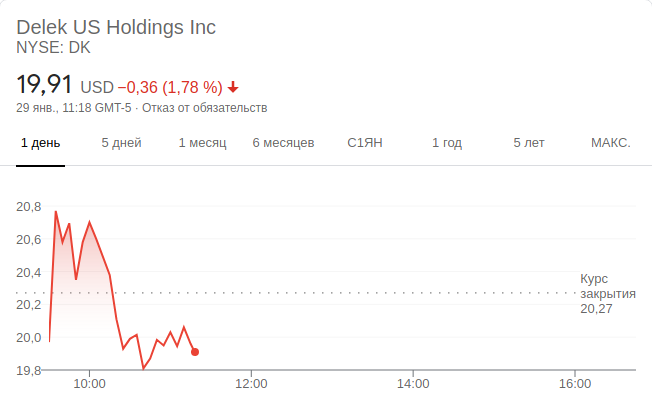 Delek US Holdings Inc
NYSE: DK
19,91 USD −0,36 (1,78 %)
29 янв., 11:18 GMT-5 · Отказ от обязательств
1 день 5 дней 1 месяц 6 месяцев С1ЯН 1 год 5 лет МАКС.
20,8
20,6
20,4
Курс
закрытия
20,27
20,2
20,0
19,8
10:00 12:00 14:00 16:00